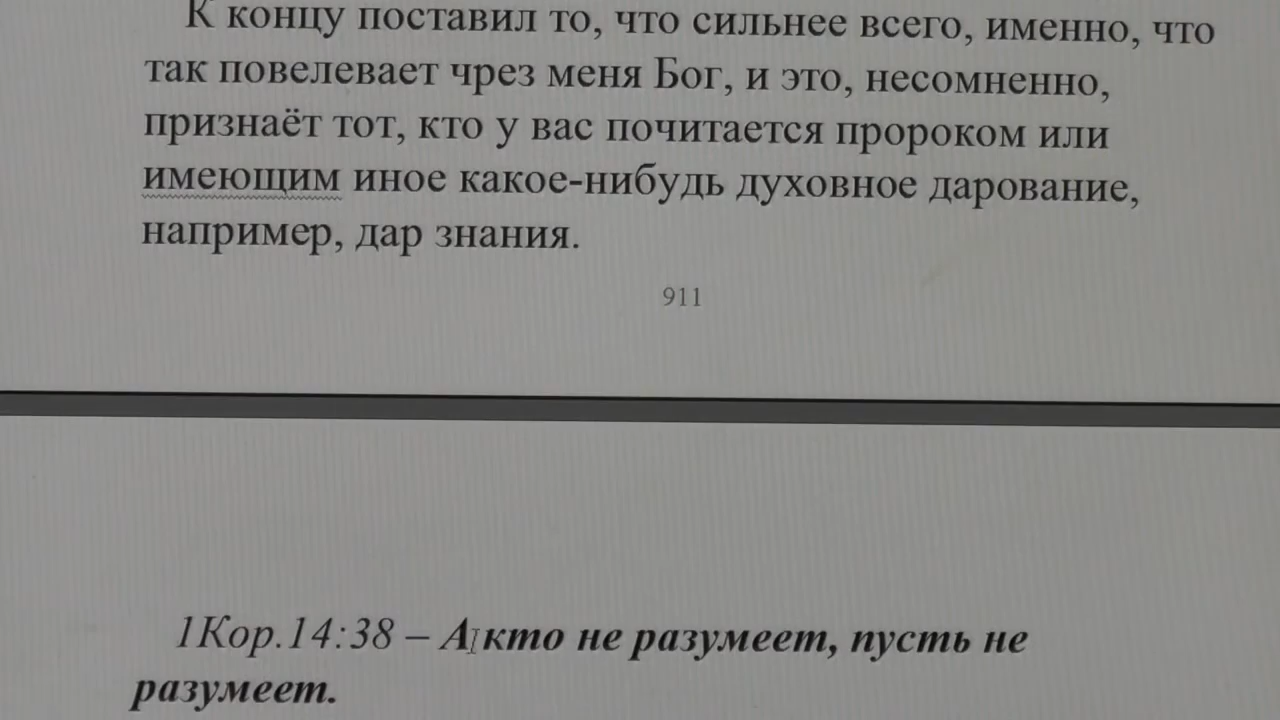 К концу поставил то, что сильнее всего, именно, что
так повелевает чрез меня Бог, и это, несомненно,
признаёт тот, кто у вас почитается пророком или
имеющим иное какое-нибудь духовное дарование,
например, дар знания.
911
1Кор.14:38 – А кто не разумеет, пусть не
разумеет.